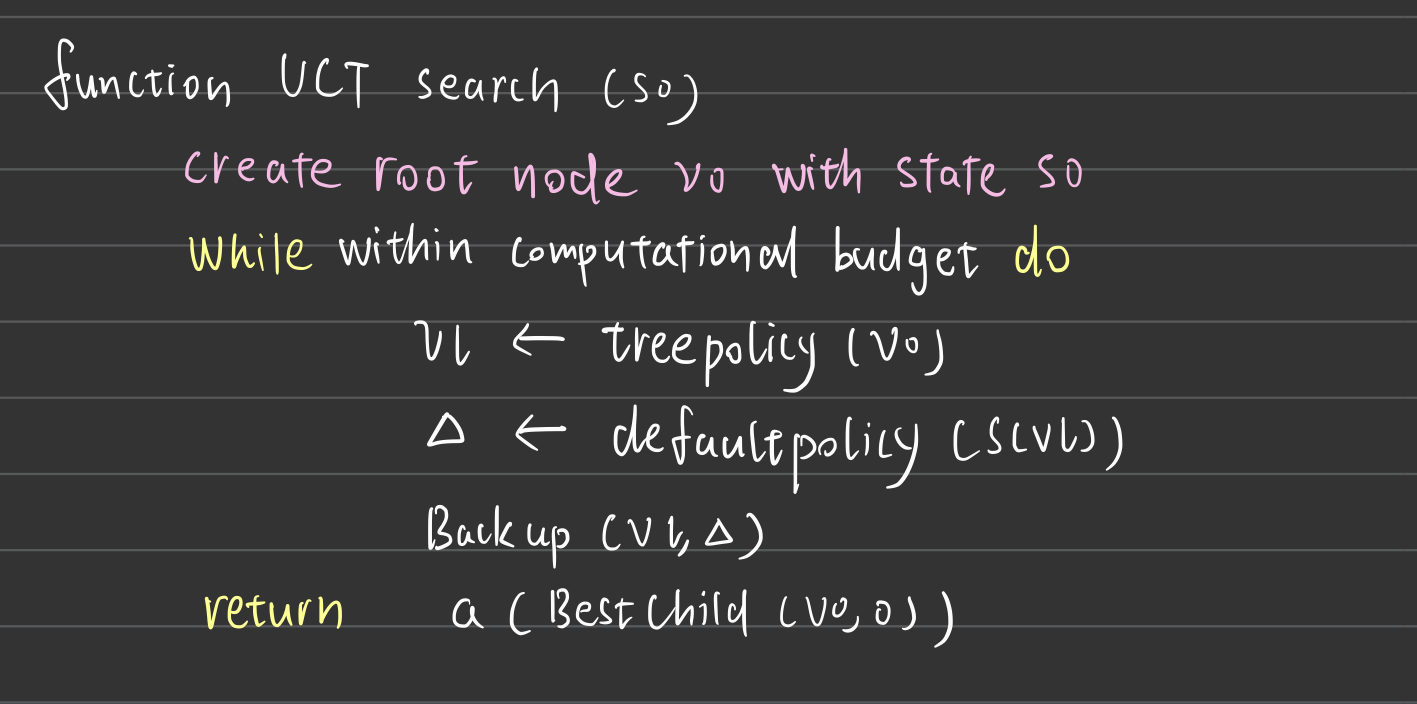 function UCT search (s0)
create root node v0 with state s0
While within computational budget do
vl ← treepolicy (v0)
Δ ← defaultpolicy (s(vl))
Backup (vl, Δ)
return a (BestChild (v0, 0))